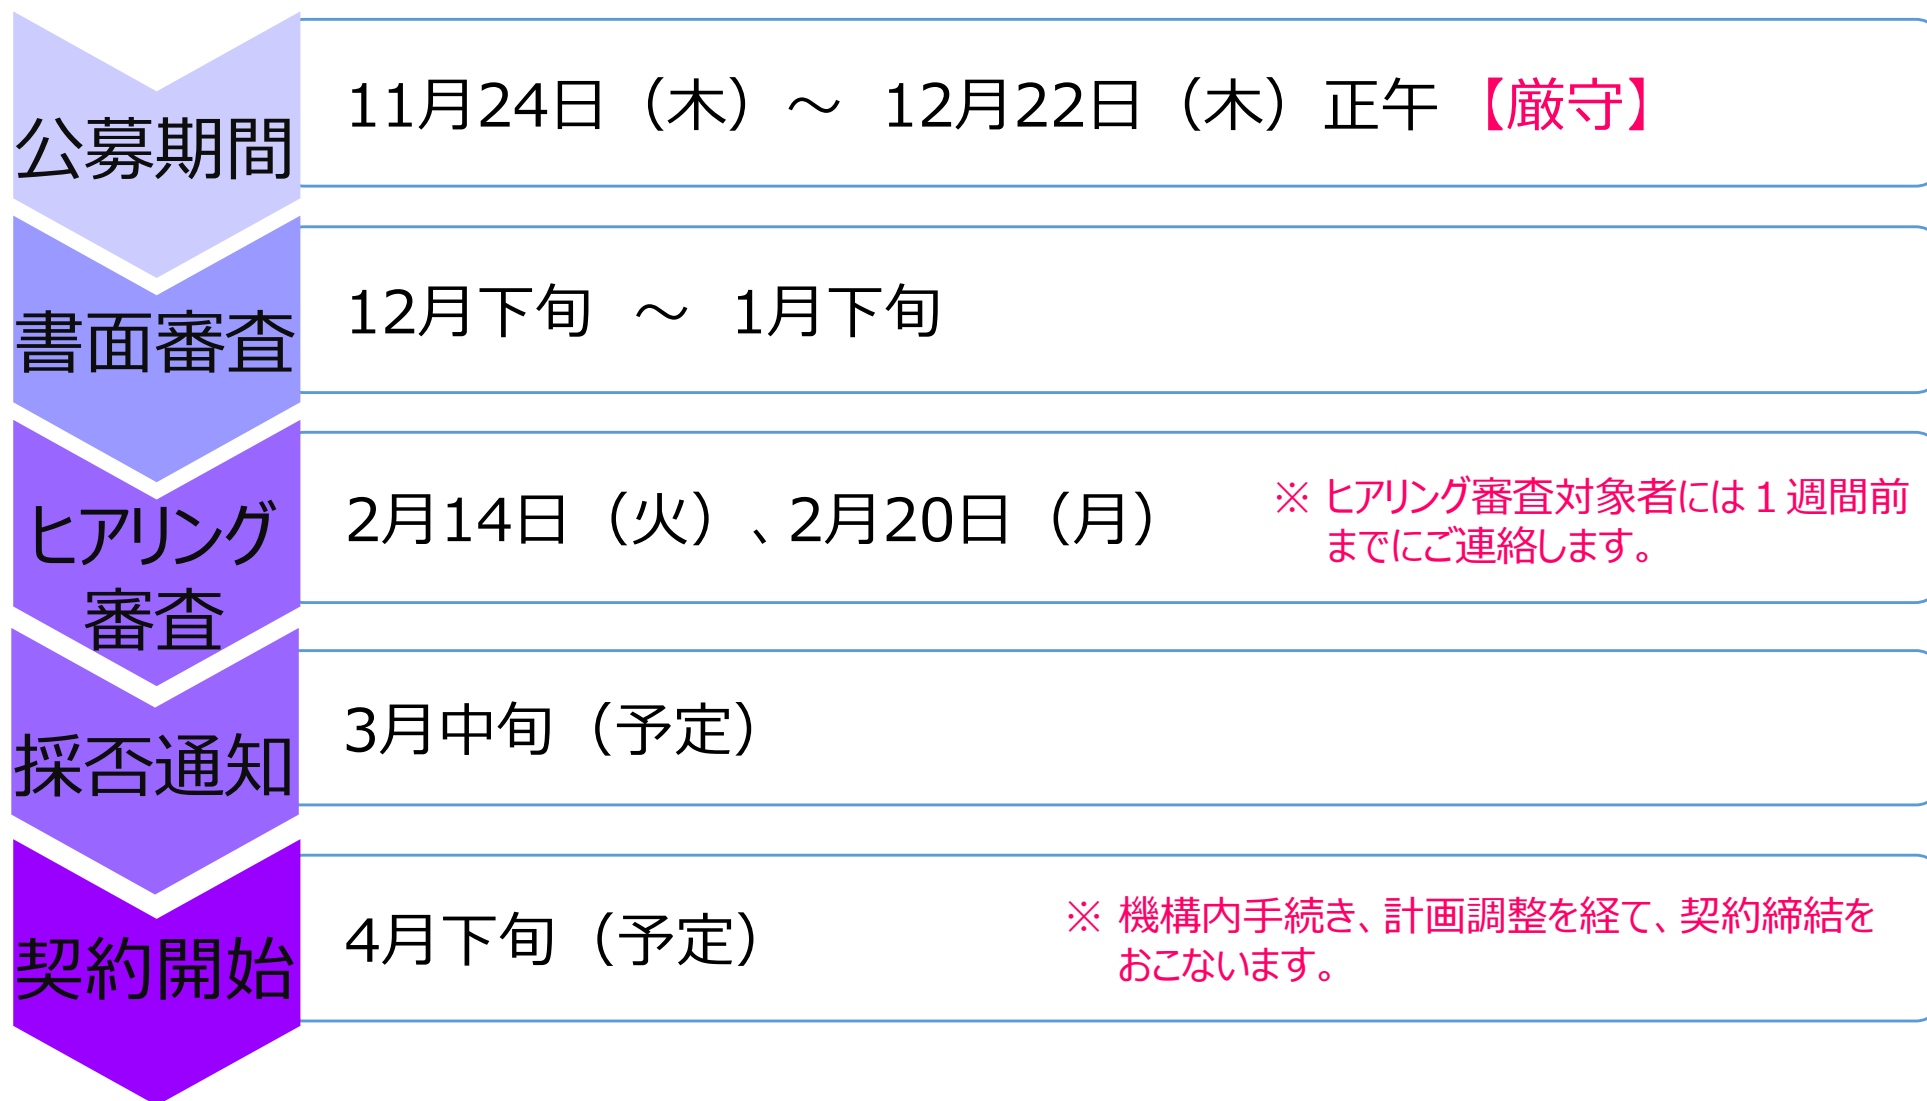 公募期間
11月24日（木）～ 12月22日（木）正午【厳守】
書面審査
12月下旬 ～ 1月下旬
ヒアリング
審査
2月14日（火）、2月20日（月）
※ ヒアリング審査対象者には１週間前
までにご連絡します。
採否通知
3月中旬（予定）
契約開始
4月下旬（予定）
※ 機構内手続き、計画調整を経て、契約締結を
おこないます。